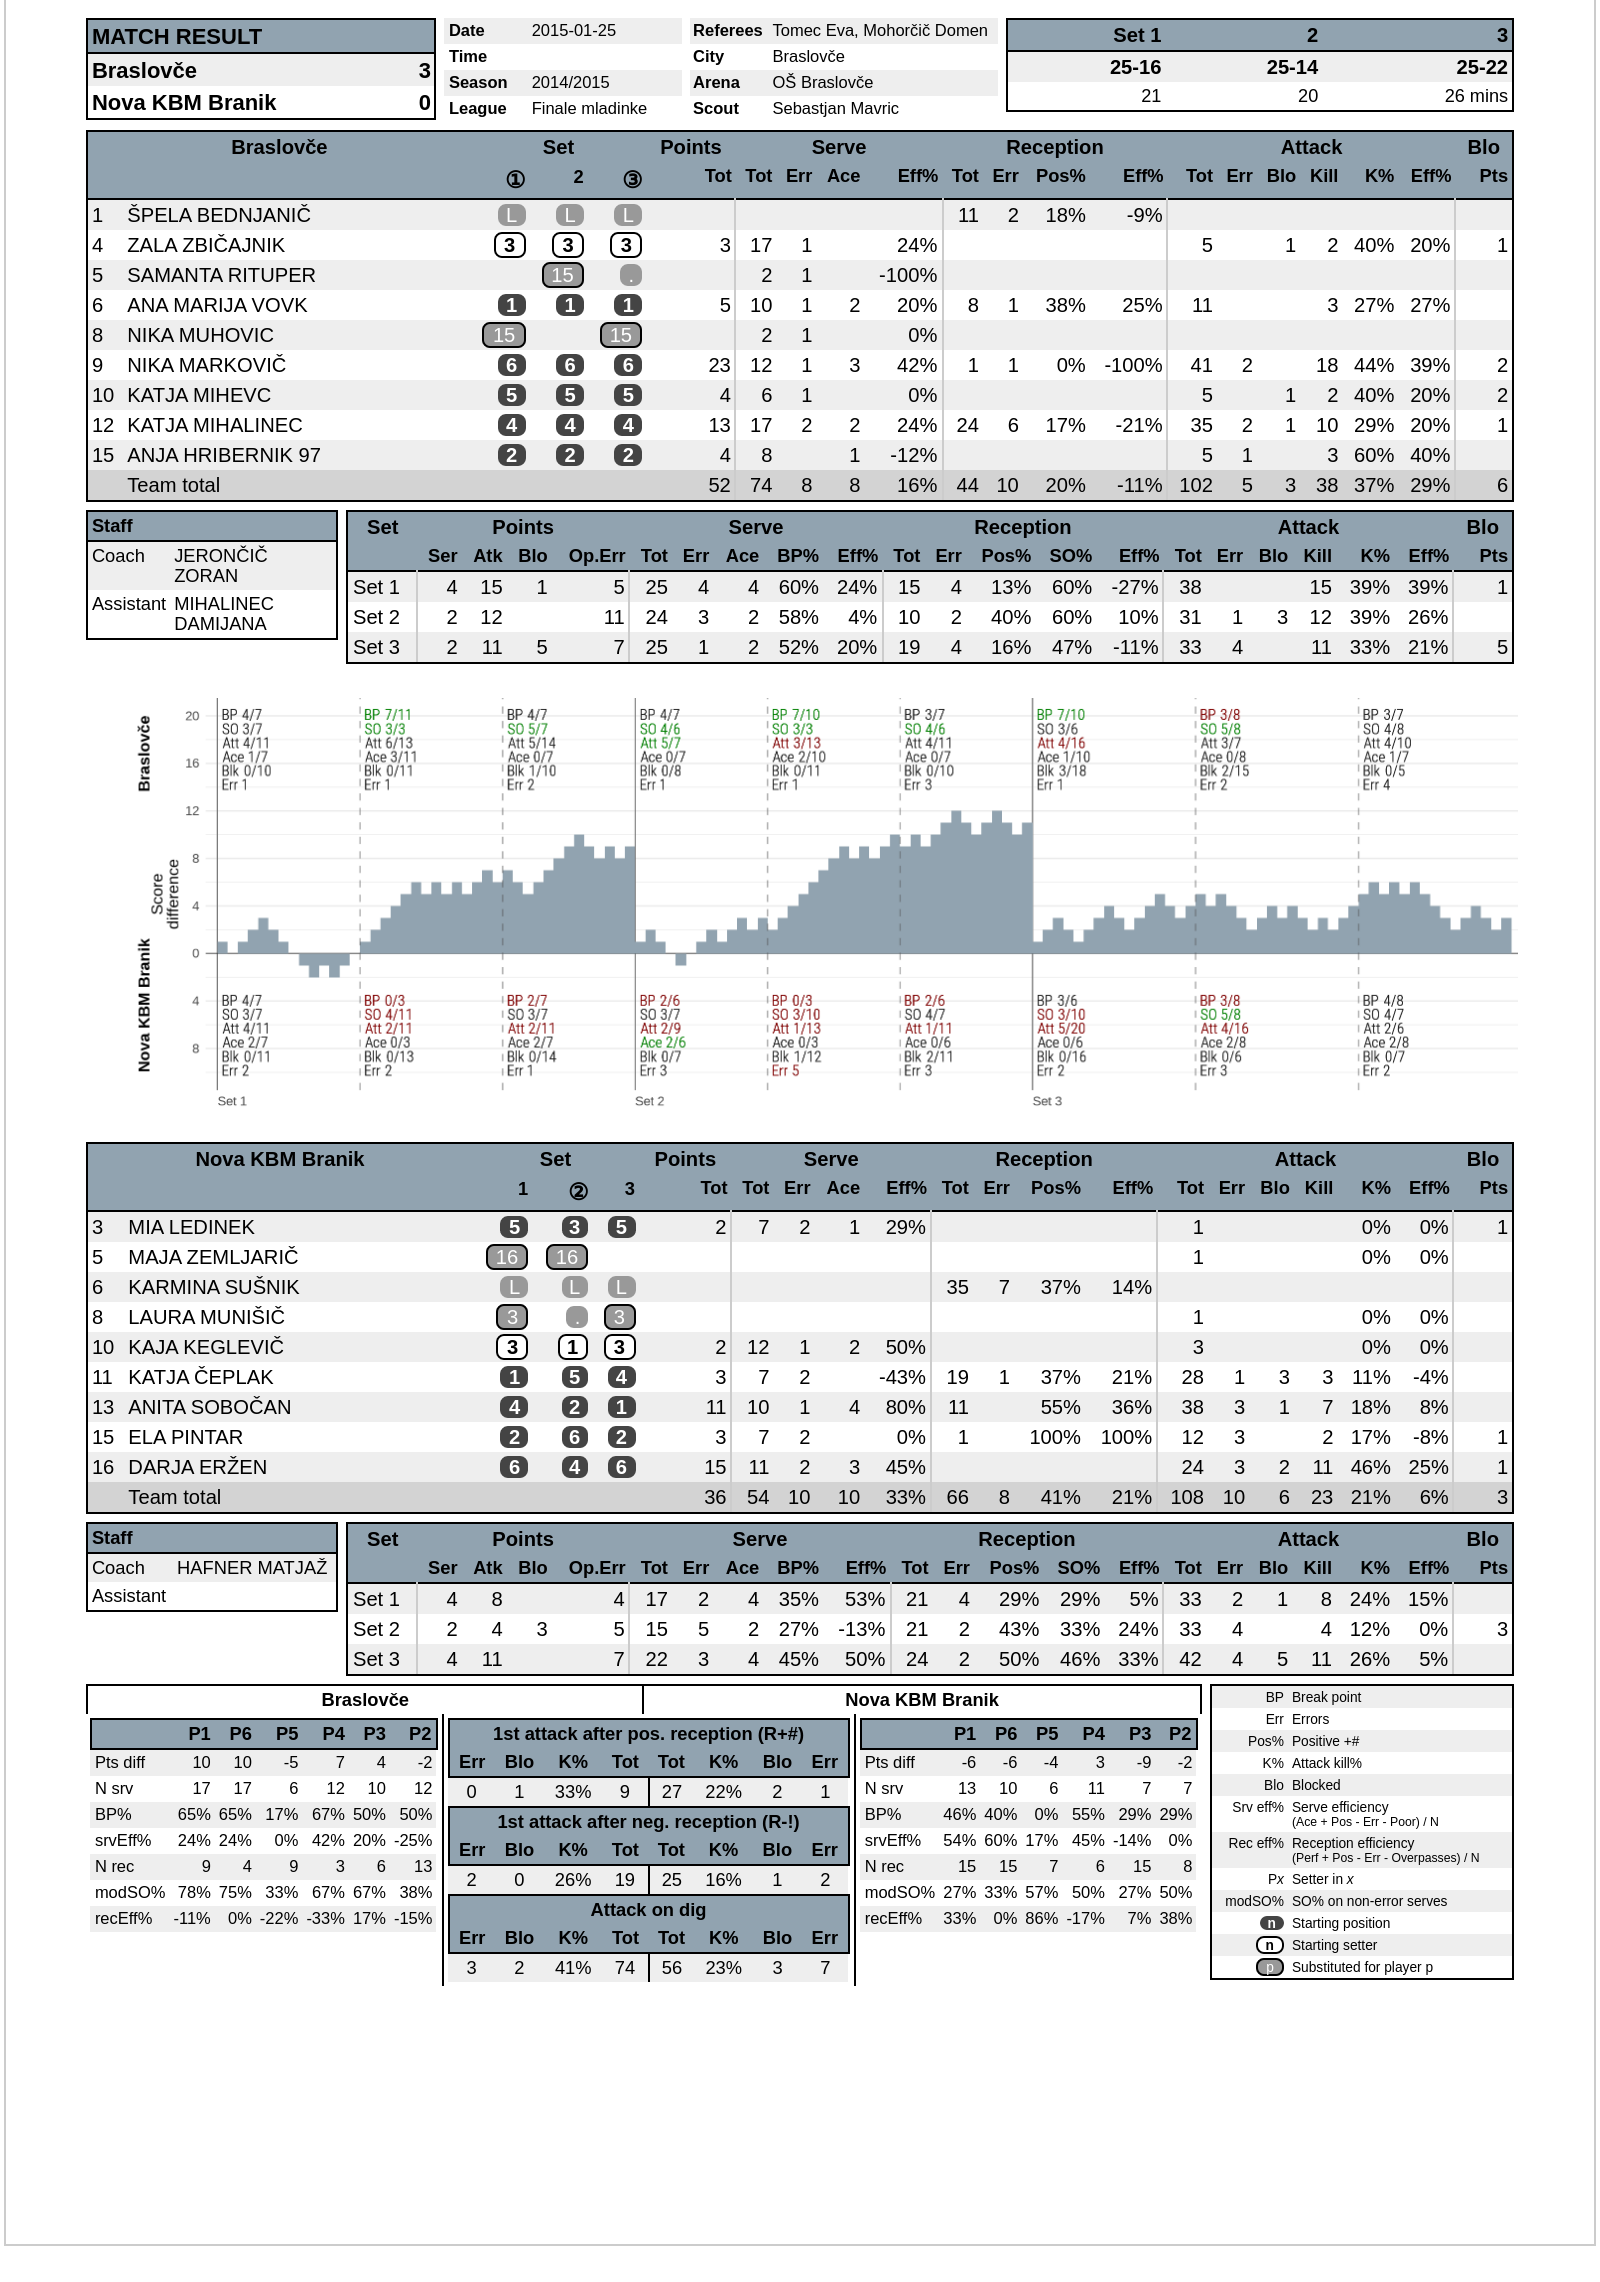 MATCH RESULT
Braslovče 3
Nova KBM Branik 0
Date 2015-01-25
Time
Season 2014/2015
League Finale mladinke
Referees Tomec Eva, Mohorčič Domen
City Braslovče
Arena OŠ Braslovče
Scout Sebastjan Mavric
Set 1 2 3
25-16 25-14 25-22
21 20 26 mins
Braslovče Set Points Serve Reception Attack Blo
① 2 ③ Tot Tot Err Ace Eff% Tot Err Pos% Eff% Tot Err Blo Kill K% Eff% Pts
1 ŠPELA BEDNJANIČ L L L 11 2 18% -9%
4 ZALA ZBIČAJNIK 3 3 3 3 17 1 24% 5 1 2 40% 20% 1
5 SAMANTA RITUPER 15 . 2 1 -100%
6 ANA MARIJA VOVK 1 1 1 5 10 1 2 20% 8 1 38% 25% 11 3 27% 27%
8 NIKA MUHOVIC 15 15 2 1 0%
9 NIKA MARKOVIČ 6 6 6 23 12 1 3 42% 1 1 0% -100% 41 2 18 44% 39% 2
10 KATJA MIHEVC 5 5 5 4 6 1 0% 5 1 2 40% 20% 2
12 KATJA MIHALINEC 4 4 4 13 17 2 2 24% 24 6 17% -21% 35 2 1 10 29% 20% 1
15 ANJA HRIBERNIK 97 2 2 2 4 8 1 -12% 5 1 3 60% 40%
Team total 52 74 8 8 16% 44 10 20% -11% 102 5 3 38 37% 29% 6
Staff
Coach JERONČIČ
ZORAN
Assistant MIHALINEC
DAMIJANA
Set Points Serve Reception Attack Blo
Ser Atk Blo Op.Err Tot Err Ace BP% Eff% Tot Err Pos% SO% Eff% Tot Err Blo Kill K% Eff% Pts
Set 1 4 15 1 5 25 4 4 60% 24% 15 4 13% 60% -27% 38 15 39% 39% 1
Set 2 2 12 11 24 3 2 58% 4% 10 2 40% 60% 10% 31 1 3 12 39% 26%
Set 3 2 11 5 7 25 1 2 52% 20% 19 4 16% 47% -11% 33 4 11 33% 21% 5
Braslovče
Score
difference
Nova KBM Branik
20
16
12
8
4
0
4
8
BP 4/7 BP 7/11 BP 4/7 BP 4/7 BP 7/10 BP 3/7 BP 7/10 BP 3/8 BP 3/7
SO 3/7 SO 3/3 SO 5/7 SO 4/6 SO 3/3 SO 4/6 SO 3/6 SO 5/8 SO 4/8
Att 4/11 Att 6/13 Att 5/14 Att 5/7 Att 3/13 Att 4/11 Att 4/16 Att 3/7 Att 4/10
Ace 1/7 Ace 3/11 Ace 0/7 Ace 0/7 Ace 2/10 Ace 0/7 Ace 1/10 Ace 0/8 Ace 1/7
Blk 0/10 Blk 0/11 Blk 1/10 Blk 0/8 Blk 0/11 Blk 0/10 Blk 3/18 Blk 2/15 Blk 0/5
Err 1 Err 1 Err 2 Err 1 Err 1 Err 3 Err 1 Err 2 Err 4
BP 4/7 BP 0/3 BP 2/7 BP 2/6 BP 0/3 BP 2/6 BP 3/6 BP 3/8 BP 4/8
SO 3/7 SO 4/11 SO 3/7 SO 3/7 SO 3/10 SO 4/7 SO 3/10 SO 5/8 SO 4/7
Att 4/11 Att 2/11 Att 2/11 Att 2/9 Att 1/13 Att 1/11 Att 5/20 Att 4/16 Att 2/6
Ace 2/7 Ace 0/3 Ace 2/7 Ace 2/6 Ace 0/3 Ace 0/6 Ace 0/6 Ace 2/8 Ace 2/8
Blk 0/11 Blk 0/13 Blk 0/14 Blk 0/7 Blk 1/12 Blk 2/11 Blk 0/16 Blk 0/6 Blk 0/7
Err 2 Err 2 Err 1 Err 3 Err 5 Err 3 Err 2 Err 3 Err 2
Set 1 Set 2 Set 3
Nova KBM Branik Set Points Serve Reception Attack Blo
1 ② 3 Tot Tot Err Ace Eff% Tot Err Pos% Eff% Tot Err Blo Kill K% Eff% Pts
3 MIA LEDINEK 5 3 5 2 7 2 1 29% 1 0% 0% 1
5 MAJA ZEMLJARIČ 16 16 1 0% 0%
6 KARMINA SUŠNIK L L L 35 7 37% 14%
8 LAURA MUNIŠIČ 3 . 3 1 0% 0%
10 KAJA KEGLEVIČ 3 1 3 2 12 1 2 50% 3 0% 0%
11 KATJA ČEPLAK 1 5 4 3 7 2 -43% 19 1 37% 21% 28 1 3 3 11% -4%
13 ANITA SOBOČAN 4 2 1 11 10 1 4 80% 11 55% 36% 38 3 1 7 18% 8%
15 ELA PINTAR 2 6 2 3 7 2 0% 1 100% 100% 12 3 2 17% -8% 1
16 DARJA ERŽEN 6 4 6 15 11 2 3 45% 24 3 2 11 46% 25% 1
Team total 36 54 10 10 33% 66 8 41% 21% 108 10 6 23 21% 6% 3
Staff
Coach HAFNER MATJAŽ
Assistant
Set Points Serve Reception Attack Blo
Ser Atk Blo Op.Err Tot Err Ace BP% Eff% Tot Err Pos% SO% Eff% Tot Err Blo Kill K% Eff% Pts
Set 1 4 8 4 17 2 4 35% 53% 21 4 29% 29% 5% 33 2 1 8 24% 15%
Set 2 2 4 3 5 15 5 2 27% -13% 21 2 43% 33% 24% 33 4 4 12% 0% 3
Set 3 4 11 7 22 3 4 45% 50% 24 2 50% 46% 33% 42 4 5 11 26% 5%
Braslovče Nova KBM Branik
P1 P6 P5 P4 P3 P2
Pts diff 10 10 -5 7 4 -2
N srv 17 17 6 12 10 12
BP% 65% 65% 17% 67% 50% 50%
srvEff% 24% 24% 0% 42% 20% -25%
N rec 9 4 9 3 6 13
modSO% 78% 75% 33% 67% 67% 38%
recEff% -11% 0% -22% -33% 17% -15%
1st attack after pos. reception (R+#)
Err Blo K% Tot Tot K% Blo Err
0 1 33% 9 27 22% 2 1
1st attack after neg. reception (R-!)
Err Blo K% Tot Tot K% Blo Err
2 0 26% 19 25 16% 1 2
Attack on dig
Err Blo K% Tot Tot K% Blo Err
3 2 41% 74 56 23% 3 7
P1 P6 P5 P4 P3 P2
Pts diff -6 -6 -4 3 -9 -2
N srv 13 10 6 11 7 7
BP% 46% 40% 0% 55% 29% 29%
srvEff% 54% 60% 17% 45% -14% 0%
N rec 15 15 7 6 15 8
modSO% 27% 33% 57% 50% 27% 50%
recEff% 33% 0% 86% -17% 7% 38%
BP Break point
Err Errors
Pos% Positive +#
K% Attack kill%
Blo Blocked
Srv eff% Serve efficiency
(Ace + Pos - Err - Poor) / N
Rec eff% Reception efficiency
(Perf + Pos - Err - Overpasses) / N
Px Setter in x
modSO% SO% on non-error serves
n Starting position
n Starting setter
p Substituted for player p